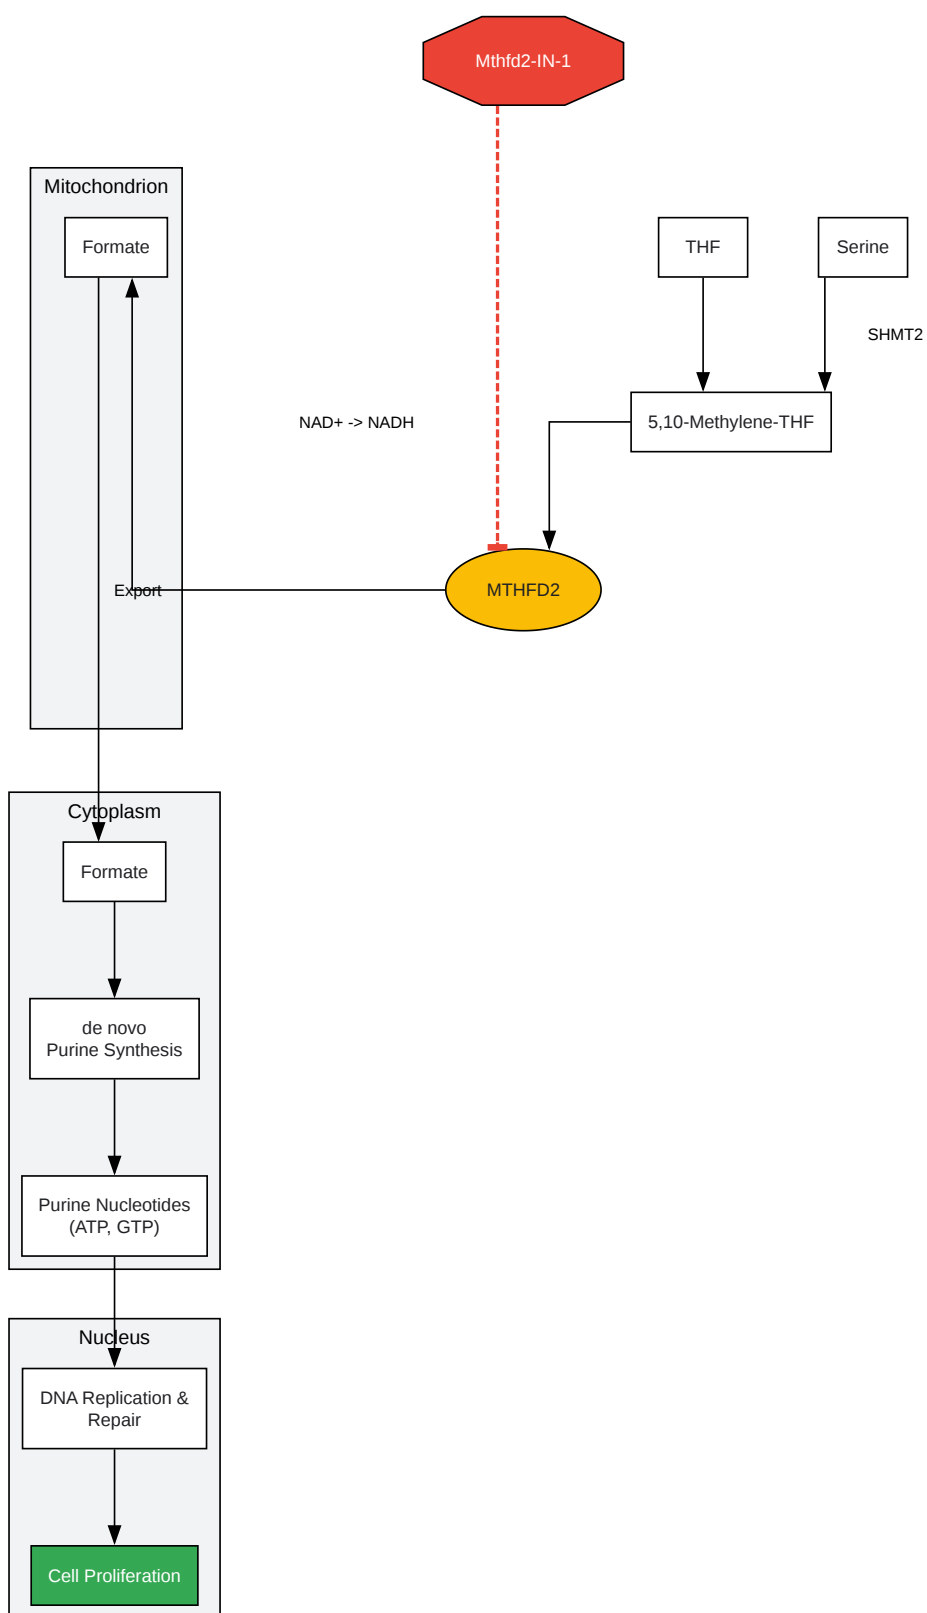 Mthfd2-IN-1
Mitochondrion
Formate
THF
Serine
SHMT2
NAD+ -> NADH
5,10-Methylene-THF
Export
MTHFD2
Cytoplasm
Formate
de novo
Purine Synthesis
Purine Nucleotides
(ATP, GTP)
Nucleus
DNA Replication &
Repair
Cell Proliferation